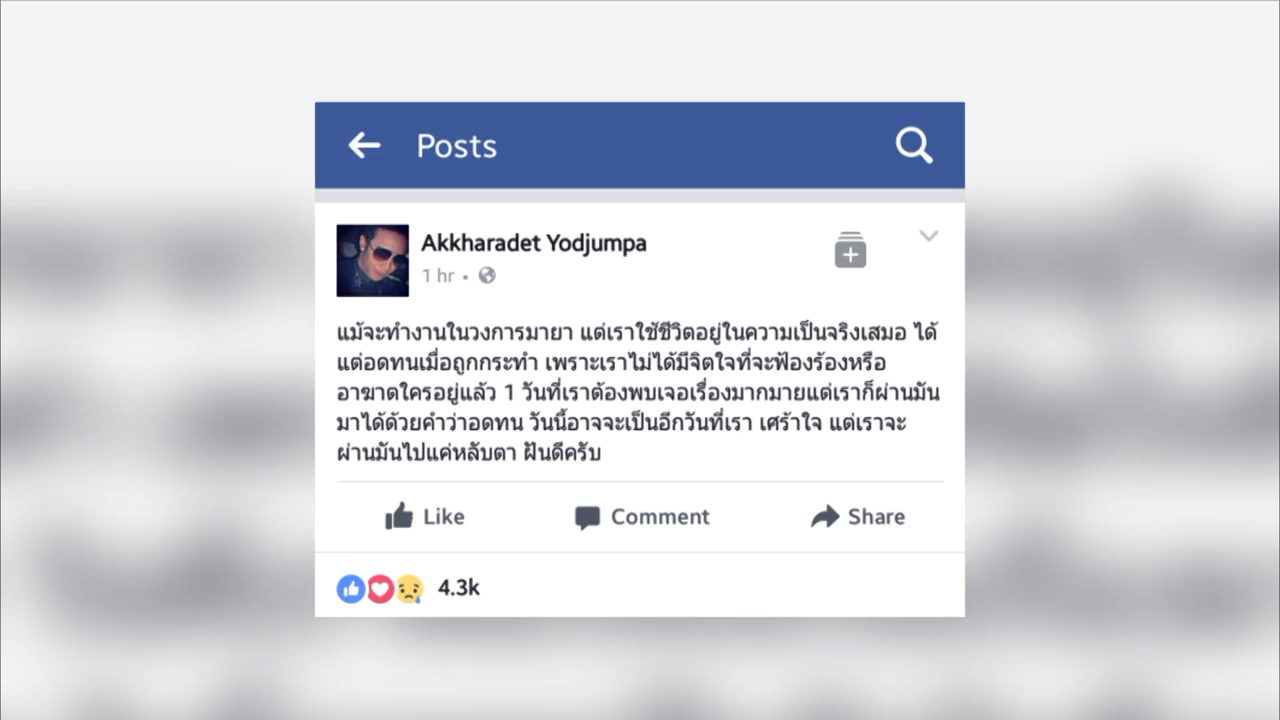 Posts
Akkharadet Yodjumpa
1 hr
แม้จะทำงานในวงการมายา แต่เราใช้ชีวิตอยู่ในความเป็นจริงเสมอ ได้
แต่อดทนเมื่อถูกกระทำ เพราะเราไม่ได้มีจิตใจที่จะฟ้องร้องหรือ
อาฆาตใครอยู่แล้ว 1 วันที่เราต้องพบเจอเรื่องมากมายแต่เราก็ผ่านมัน
มาได้ด้วยคำว่าอดทน วันนี้อาจจะเป็นอีกวันที่เรา เศร้าใจ แต่เราจะ
ผ่านมันไปแค่หลับตา ฝันดีครับ
Like Comment Share
4.3k